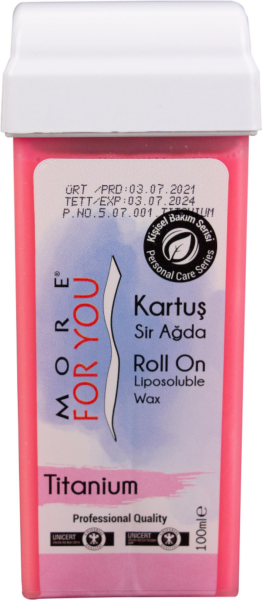 ÜRT /PRD:03.07.2021
TETT/EXP:03.07.2024
P.NO.5.07.001 TITANIUM
Kişisel Bakım Serisi
Personal Care Series
MORE®
FOR YOU
Kartuş
Sir Ağda
Roll On
Liposoluble
Wax
Titanium
Professional Quality
UNICERT
UNICERT
100ml e